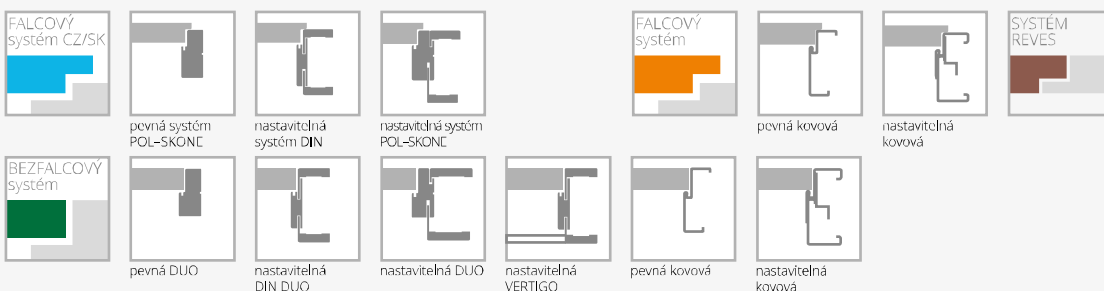 FALCOVÝ
systém CZ/SK
pevná systém
POL–SKONE
nastavitelná
systém DIN
nastavitelná systém
POL–SKONE
FALCOVÝ
systém
pevná kovová
nastavitelná
kovová
SYSTÉM
REVES
BEZFALCOVÝ
systém
pevná DUO
nastavitelná
DIN DUO
nastavitelná DUO
nastavitelná
VERTIGO
pevná kovová
nastavitelná
kovová